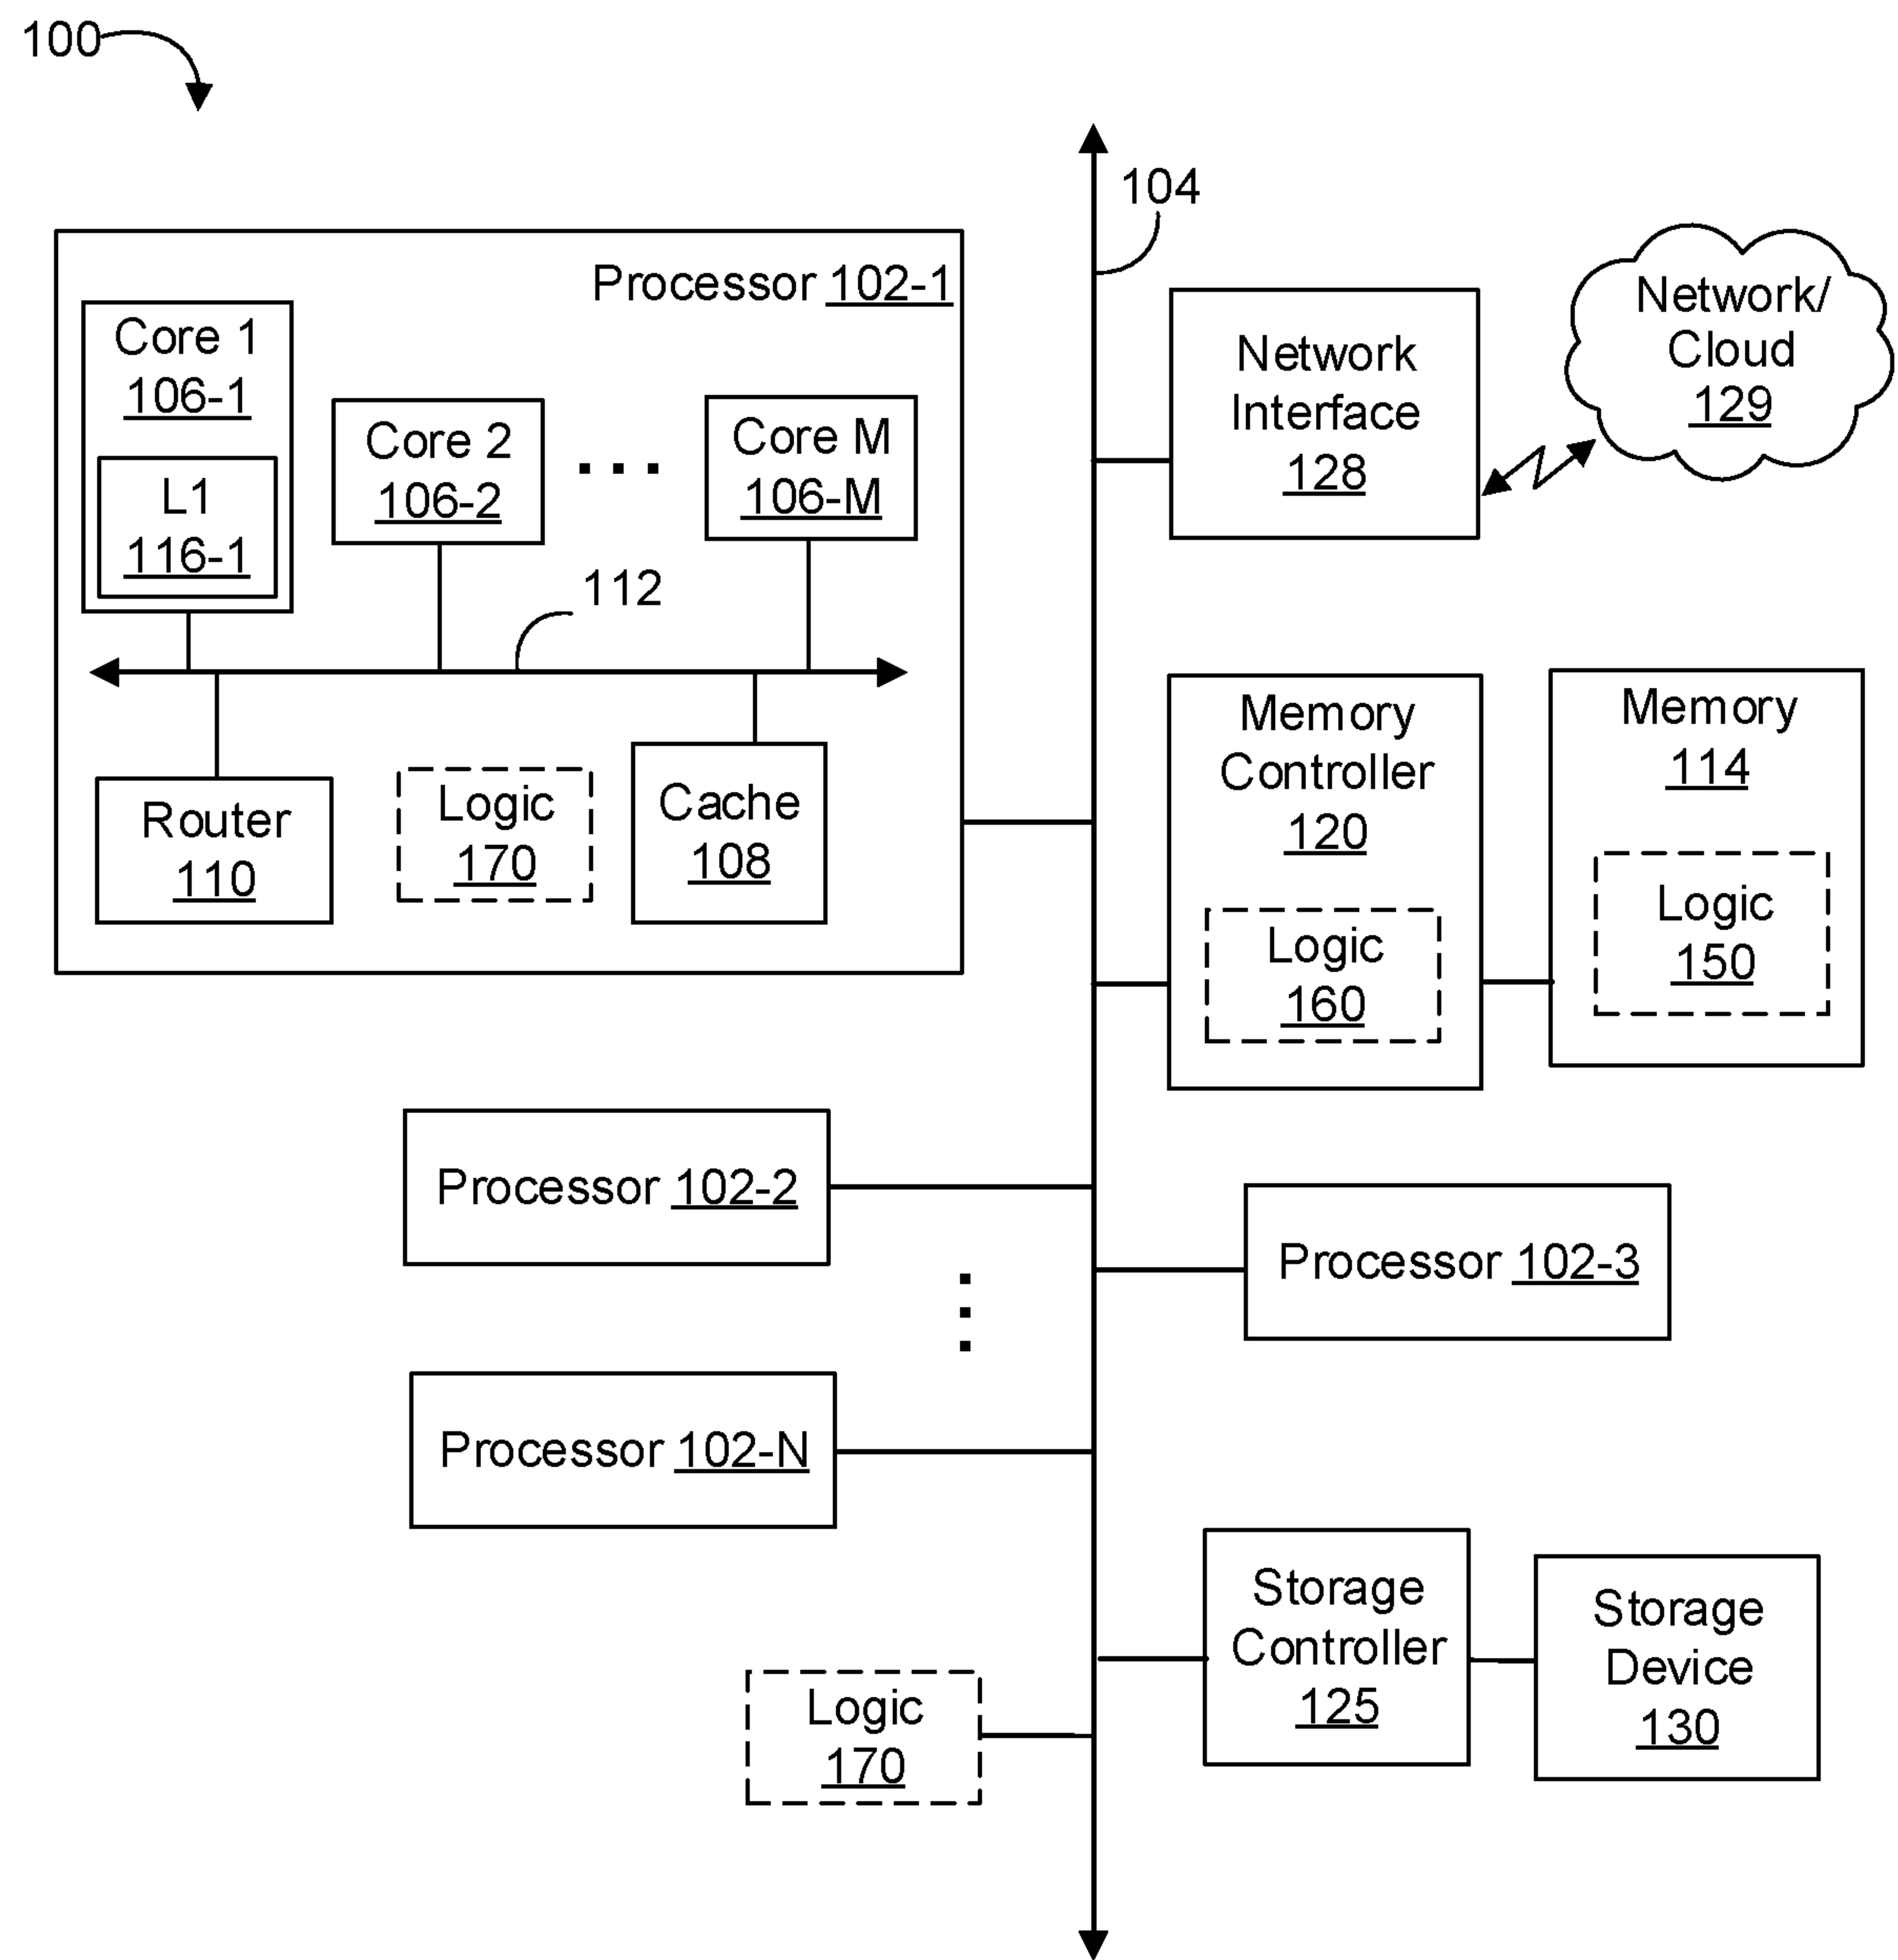 100
104
Processor 102-1
Core 1
106-1
L1
116-1
Core 2
106-2
Core M
106-M
112
Router
110
Logic
170
Cache
108
Network
Interface
128
Network/
Cloud
129
Memory
Controller
120
Logic
160
Memory
114
Logic
150
Processor 102-2
Processor 102-3
Processor 102-N
Storage
Controller
125
Storage
Device
130
Logic
170